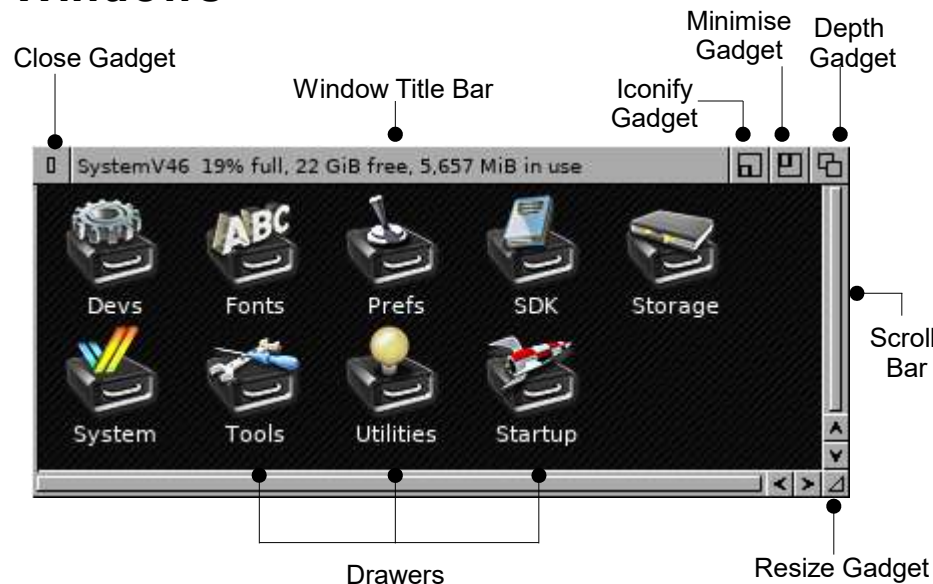 Minimise
Gadget
Depth
Gadget
Close Gadget
Window Title Bar
Iconify
Gadget
SystemV46 19% full, 22 GiB free, 5,657 MiB in use
Devs
Fonts
Prefs
SDK
Storage
Scroll
Bar
System
Tools
Utilities
Startup
Drawers
Resize Gadget